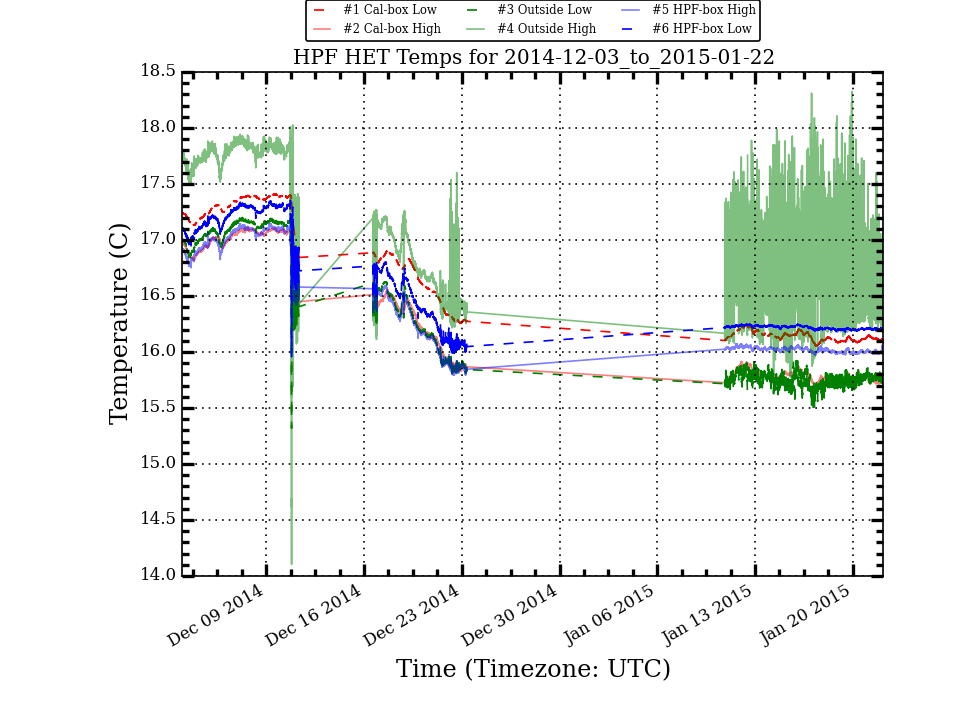 #1 Cal-box Low #3 Outside Low #5 HPF-box High
#2 Cal-box High #4 Outside High #6 HPF-box Low
HPF HET Temps for 2014-12-03_to_2015-01-22
18.5
18.0
17.5
17.0
16.5
16.0
15.5
15.0
14.5
14.0
Temperature (C)
Dec 09 2014 Dec 16 2014 Dec 23 2014 Dec 30 2014 Jan 06 2015 Jan 13 2015 Jan 20 2015
Time (Timezone: UTC)